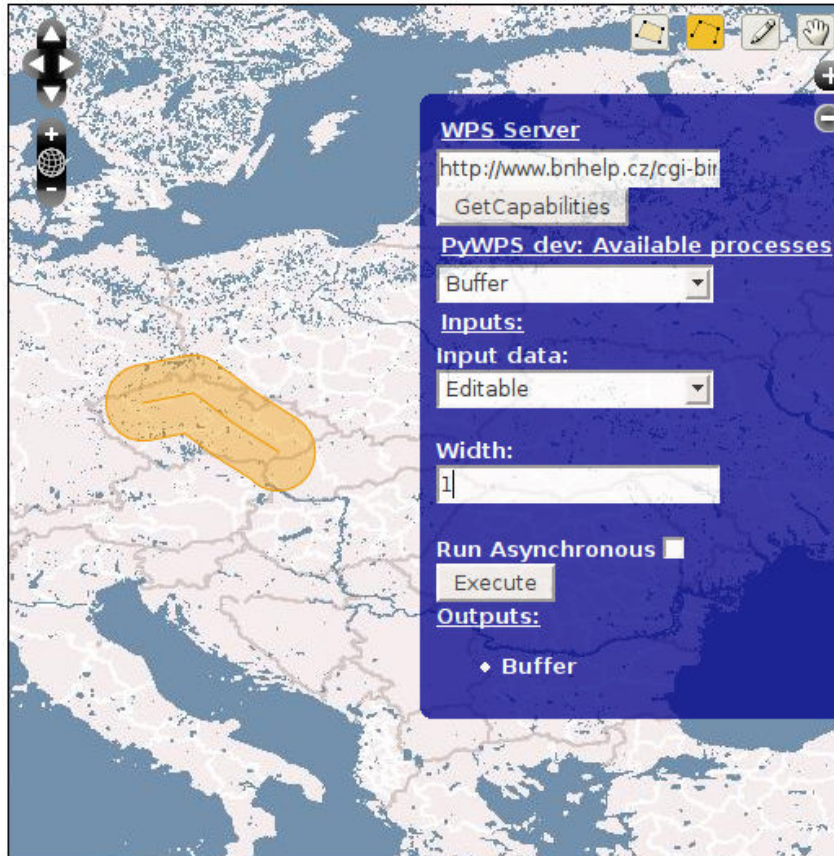 WPS Server
http://www.bnhelp.cz/cgi-bin
GetCapabilities
PyWPS dev: Available processes
Buffer
Inputs:
Input data:
Editable
Width:
1
Run Asynchronous
Execute
Outputs:
Buffer